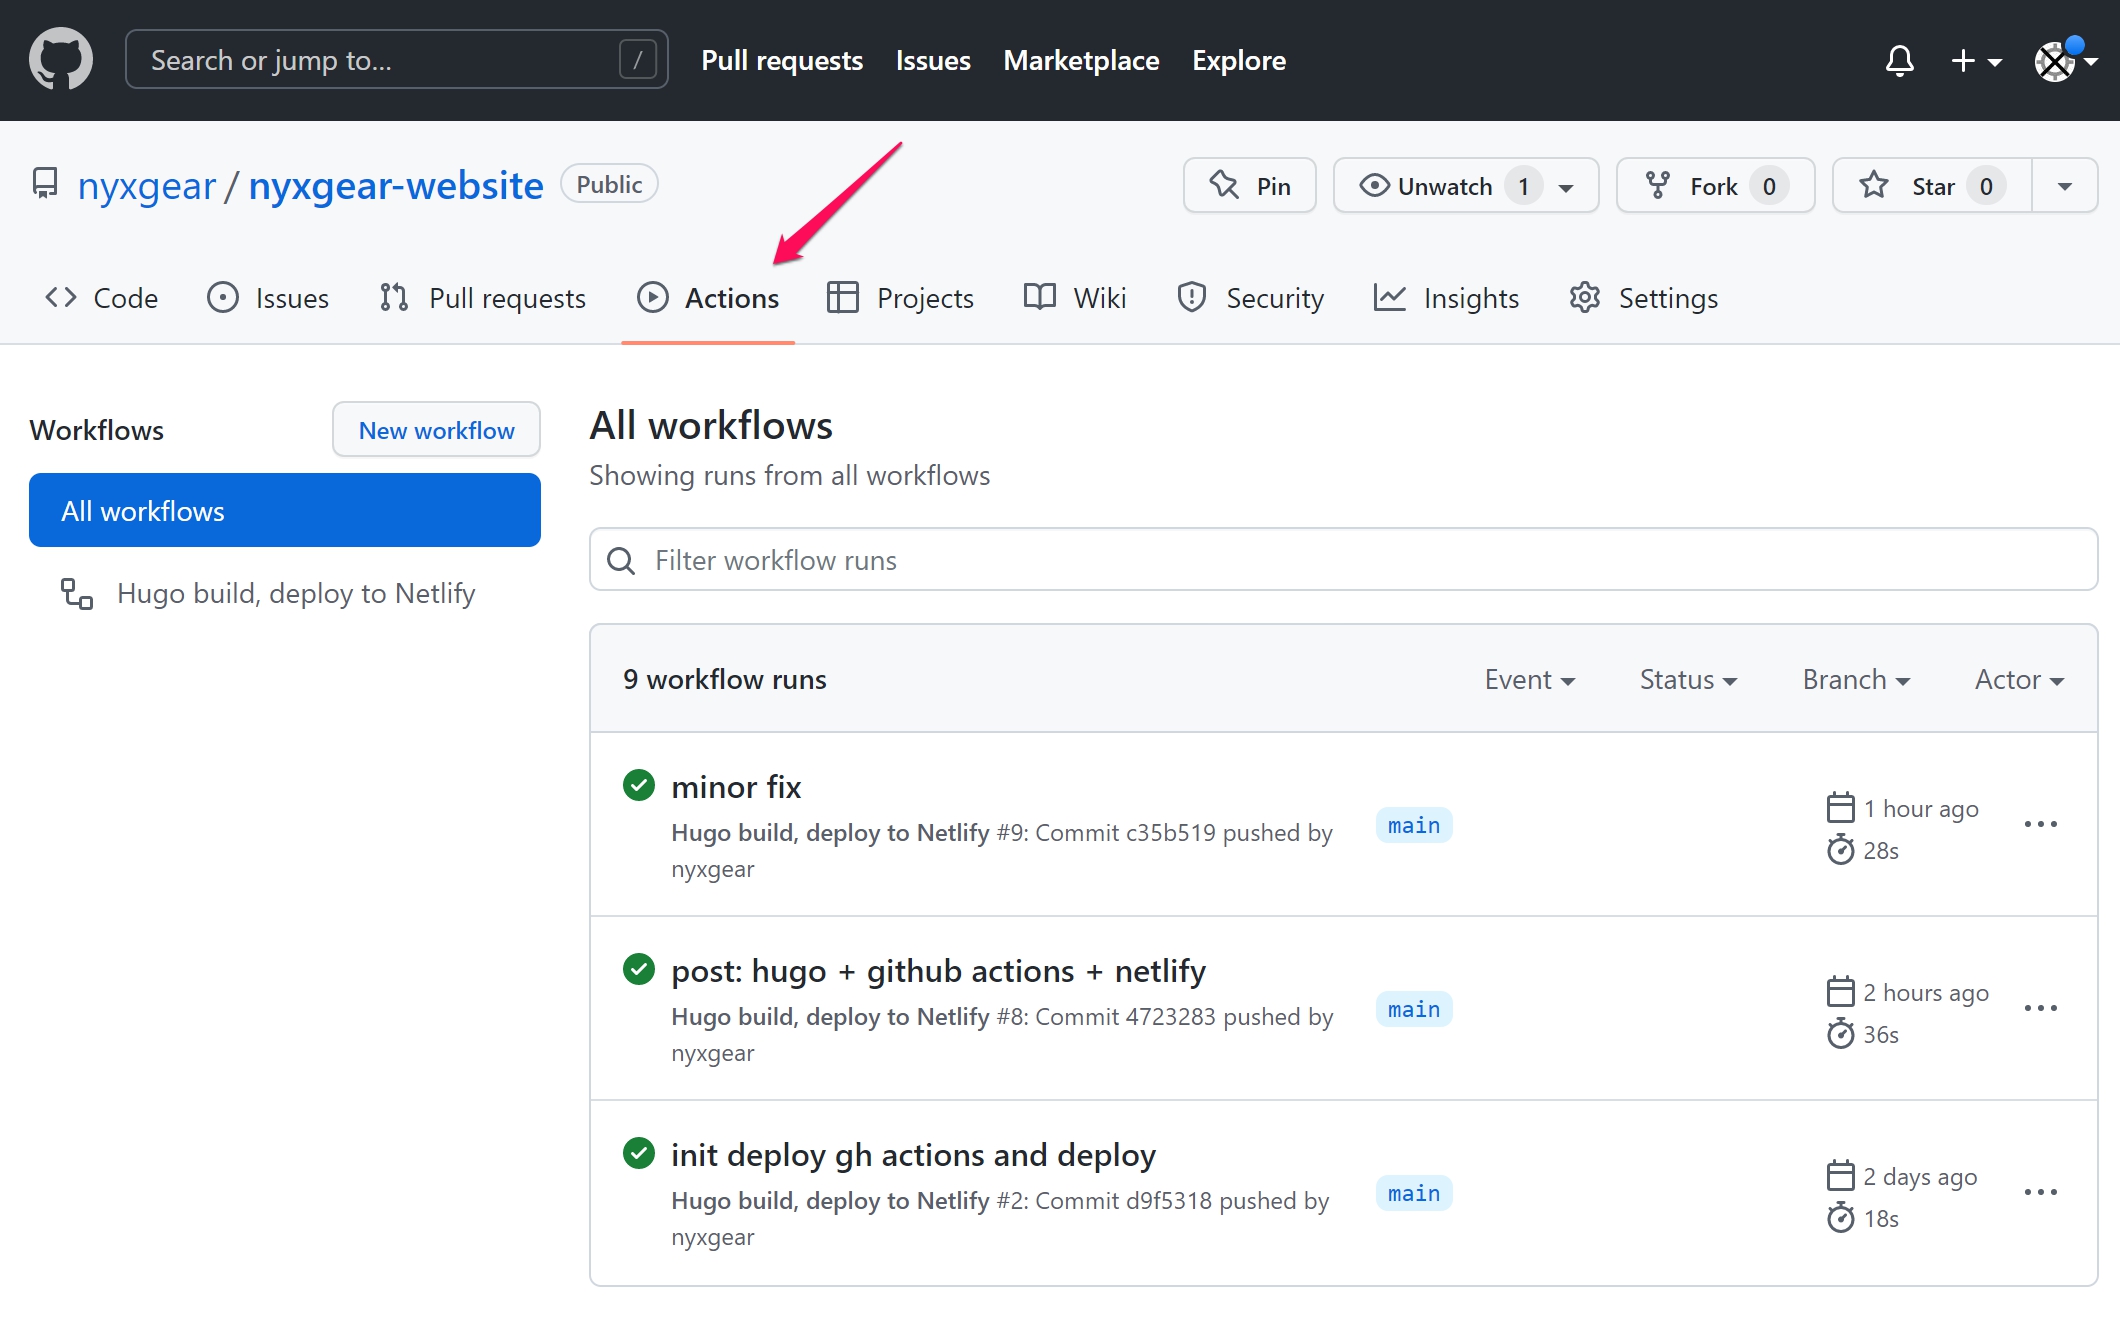 Search or jump to... / Pull requests Issues Marketplace Explore
nyxgear / nyxgear-website Public Pin Unwatch 1 Fork 0 Star 0
Code Issues Pull requests Actions Projects Wiki Security Insights Settings
Workflows New workflow
All workflows
Hugo build, deploy to Netlify
All workflows
Showing runs from all workflows
Filter workflow runs
9 workflow runs Event Status Branch Actor
minor fix
Hugo build, deploy to Netlify #9: Commit c35b519 pushed by
nyxgear
main
1 hour ago
28s
post: hugo + github actions + netlify
Hugo build, deploy to Netlify #8: Commit 4723283 pushed by
nyxgear
main
2 hours ago
36s
init deploy gh actions and deploy
Hugo build, deploy to Netlify #2: Commit d9f5318 pushed by
nyxgear
main
2 days ago
18s